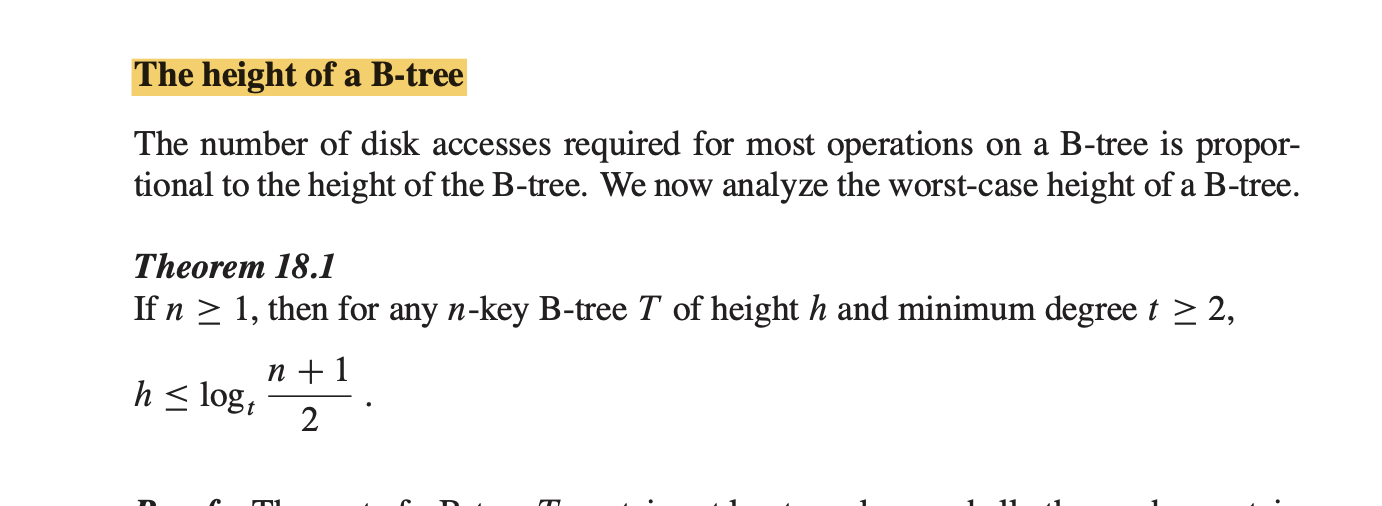 The height of a B-tree
The number of disk accesses required for most operations on a B-tree is propor-
tional to the height of the B-tree. We now analyze the worst-case height of a B-tree.
Theorem 18.1
If n ≥ 1, then for any n-key B-tree T of height h and minimum degree t ≥ 2,
h ≤ log_t (n + 1)/2 .